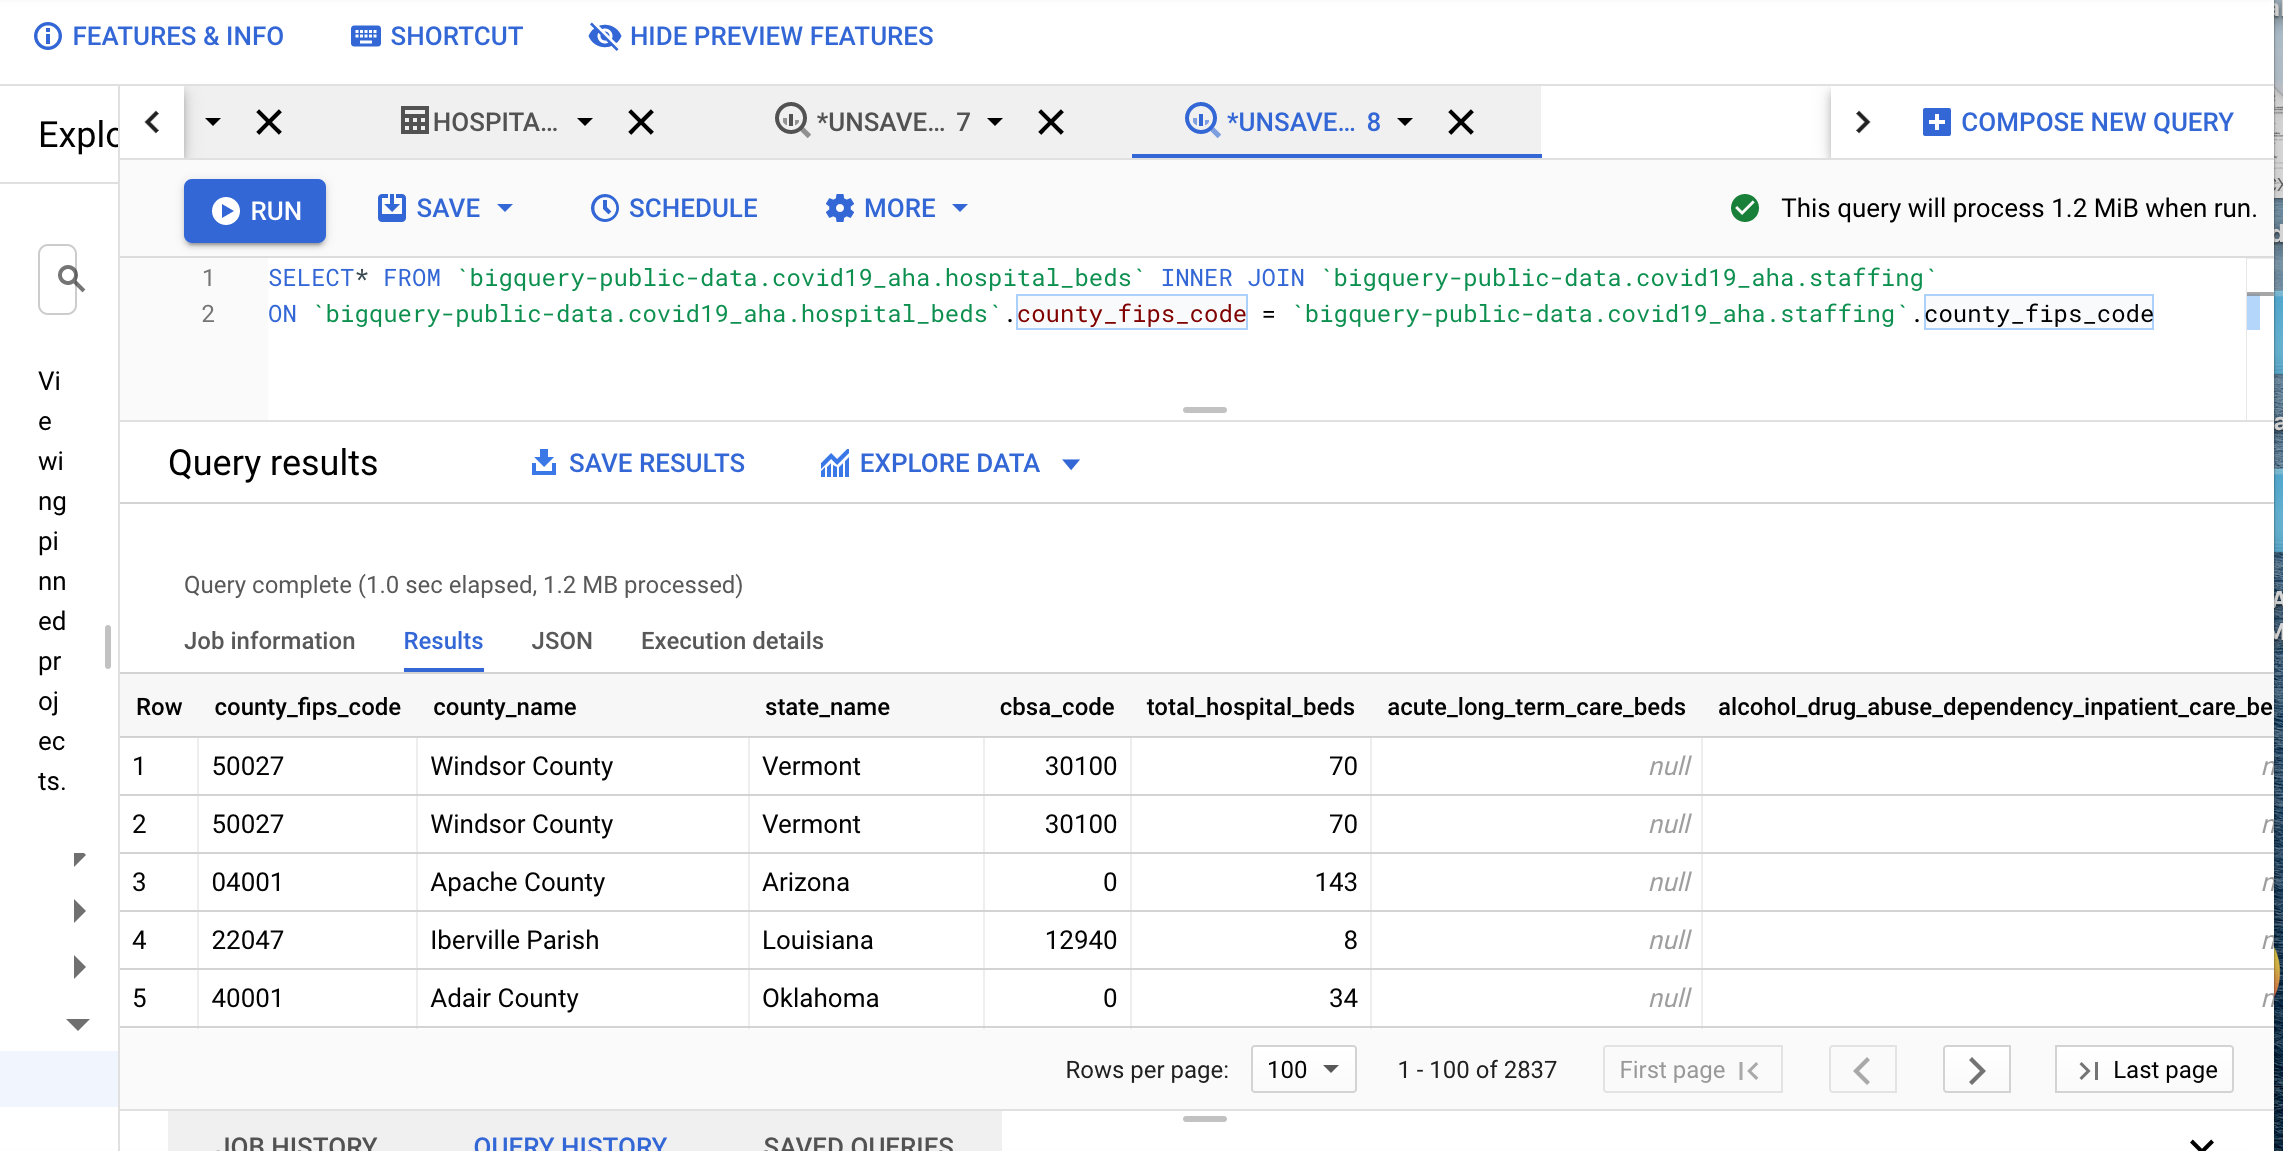 FEATURES & INFO SHORTCUT HIDE PREVIEW FEATURES
Explo
HOSPITA... *UNSAVE... 7 *UNSAVE... 8 COMPOSE NEW QUERY
RUN SAVE SCHEDULE MORE This query will process 1.2 MiB when run.
1 SELECT* FROM `bigquery-public-data.covid19_aha.hospital_beds` INNER JOIN `bigquery-public-data.covid19_aha.staffing`
2 ON `bigquery-public-data.covid19_aha.hospital_beds`.county_fips_code = `bigquery-public-data.covid19_aha.staffing`.county_fips_code
Vi
e
wi
ng
pi
nn
ed
pr
oj
ec
ts.
Query results SAVE RESULTS EXPLORE DATA
Query complete (1.0 sec elapsed, 1.2 MB processed)
Job information Results JSON Execution details
Row county_fips_code county_name state_name cbsa_code total_hospital_beds acute_long_term_care_beds alcohol_drug_abuse_dependency_inpatient_care_be
1 50027 Windsor County Vermont 30100 70 null n
2 50027 Windsor County Vermont 30100 70 null n
3 04001 Apache County Arizona 0 143 null n
4 22047 Iberville Parish Louisiana 12940 8 null n
5 40001 Adair County Oklahoma 0 34 null n
Rows per page: 100 1 - 100 of 2837 First page Last page
JOB HISTORY QUERY HISTORY SAVED QUERIES